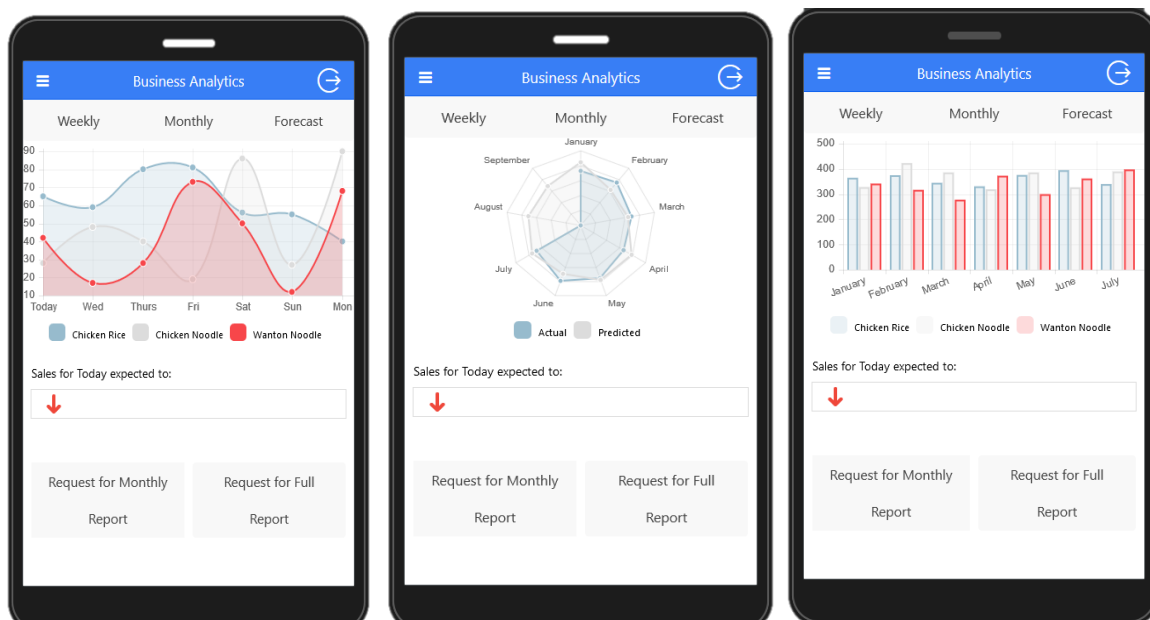 Business Analytics
Weekly Monthly Forecast
90
80
70
60
50
40
30
20
10
Today Wed Thurs Fri Sat Sun Mon
Chicken Rice Chicken Noodle Wanton Noodle
Sales for Today expected to:
Request for Monthly Report
Request for Full Report
Business Analytics
Weekly Monthly Forecast
January
February
March
April
May
June
July
August
September
Actual Predicted
Sales for Today expected to:
Request for Monthly Report
Request for Full Report
Business Analytics
Weekly Monthly Forecast
500
400
300
200
100
0
January February March April May June July
Chicken Rice Chicken Noodle Wanton Noodle
Sales for Today expected to:
Request for Monthly Report
Request for Full Report